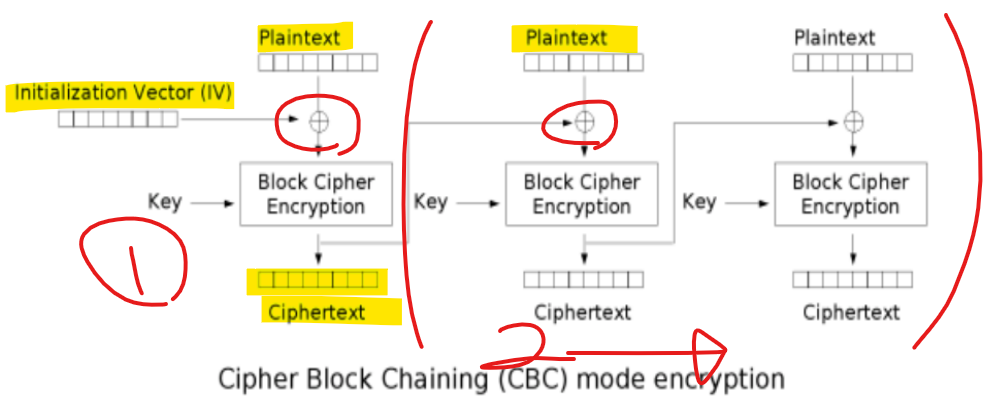 Plaintext
Plaintext
Plaintext
Initialization Vector (IV)
Block Cipher
Encryption
Block Cipher
Encryption
Block Cipher
Encryption
Key
Key
Key
1
Ciphertext
Ciphertext
Ciphertext
2
Cipher Block Chaining (CBC) mode encryption